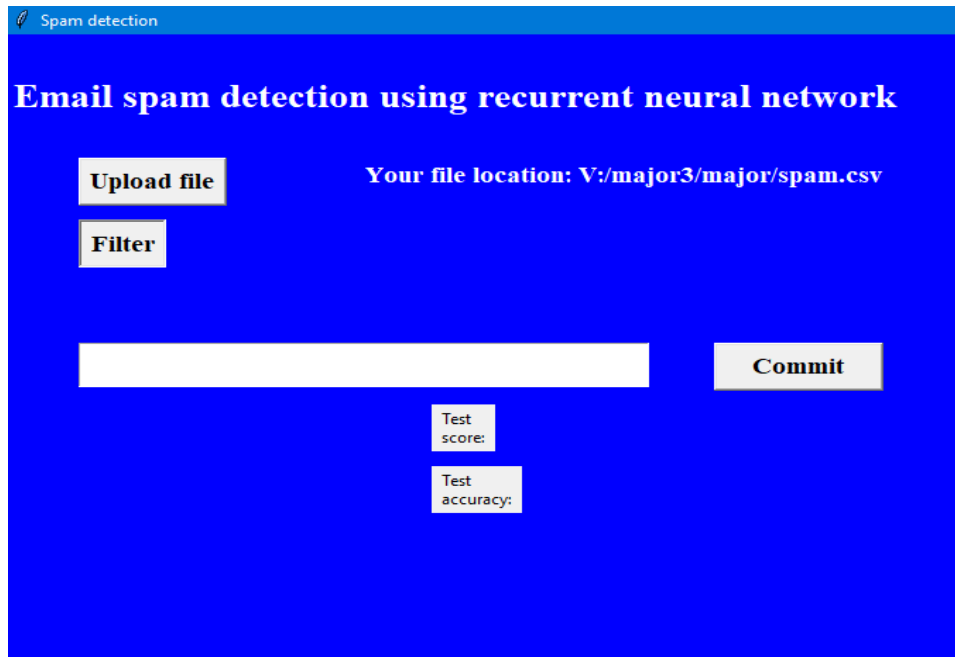 Spam detection
Email spam detection using recurrent neural network
Upload file
Your file location: V:/major3/major/spam.csv
Filter
Commit
Test
score:
Test
accuracy: